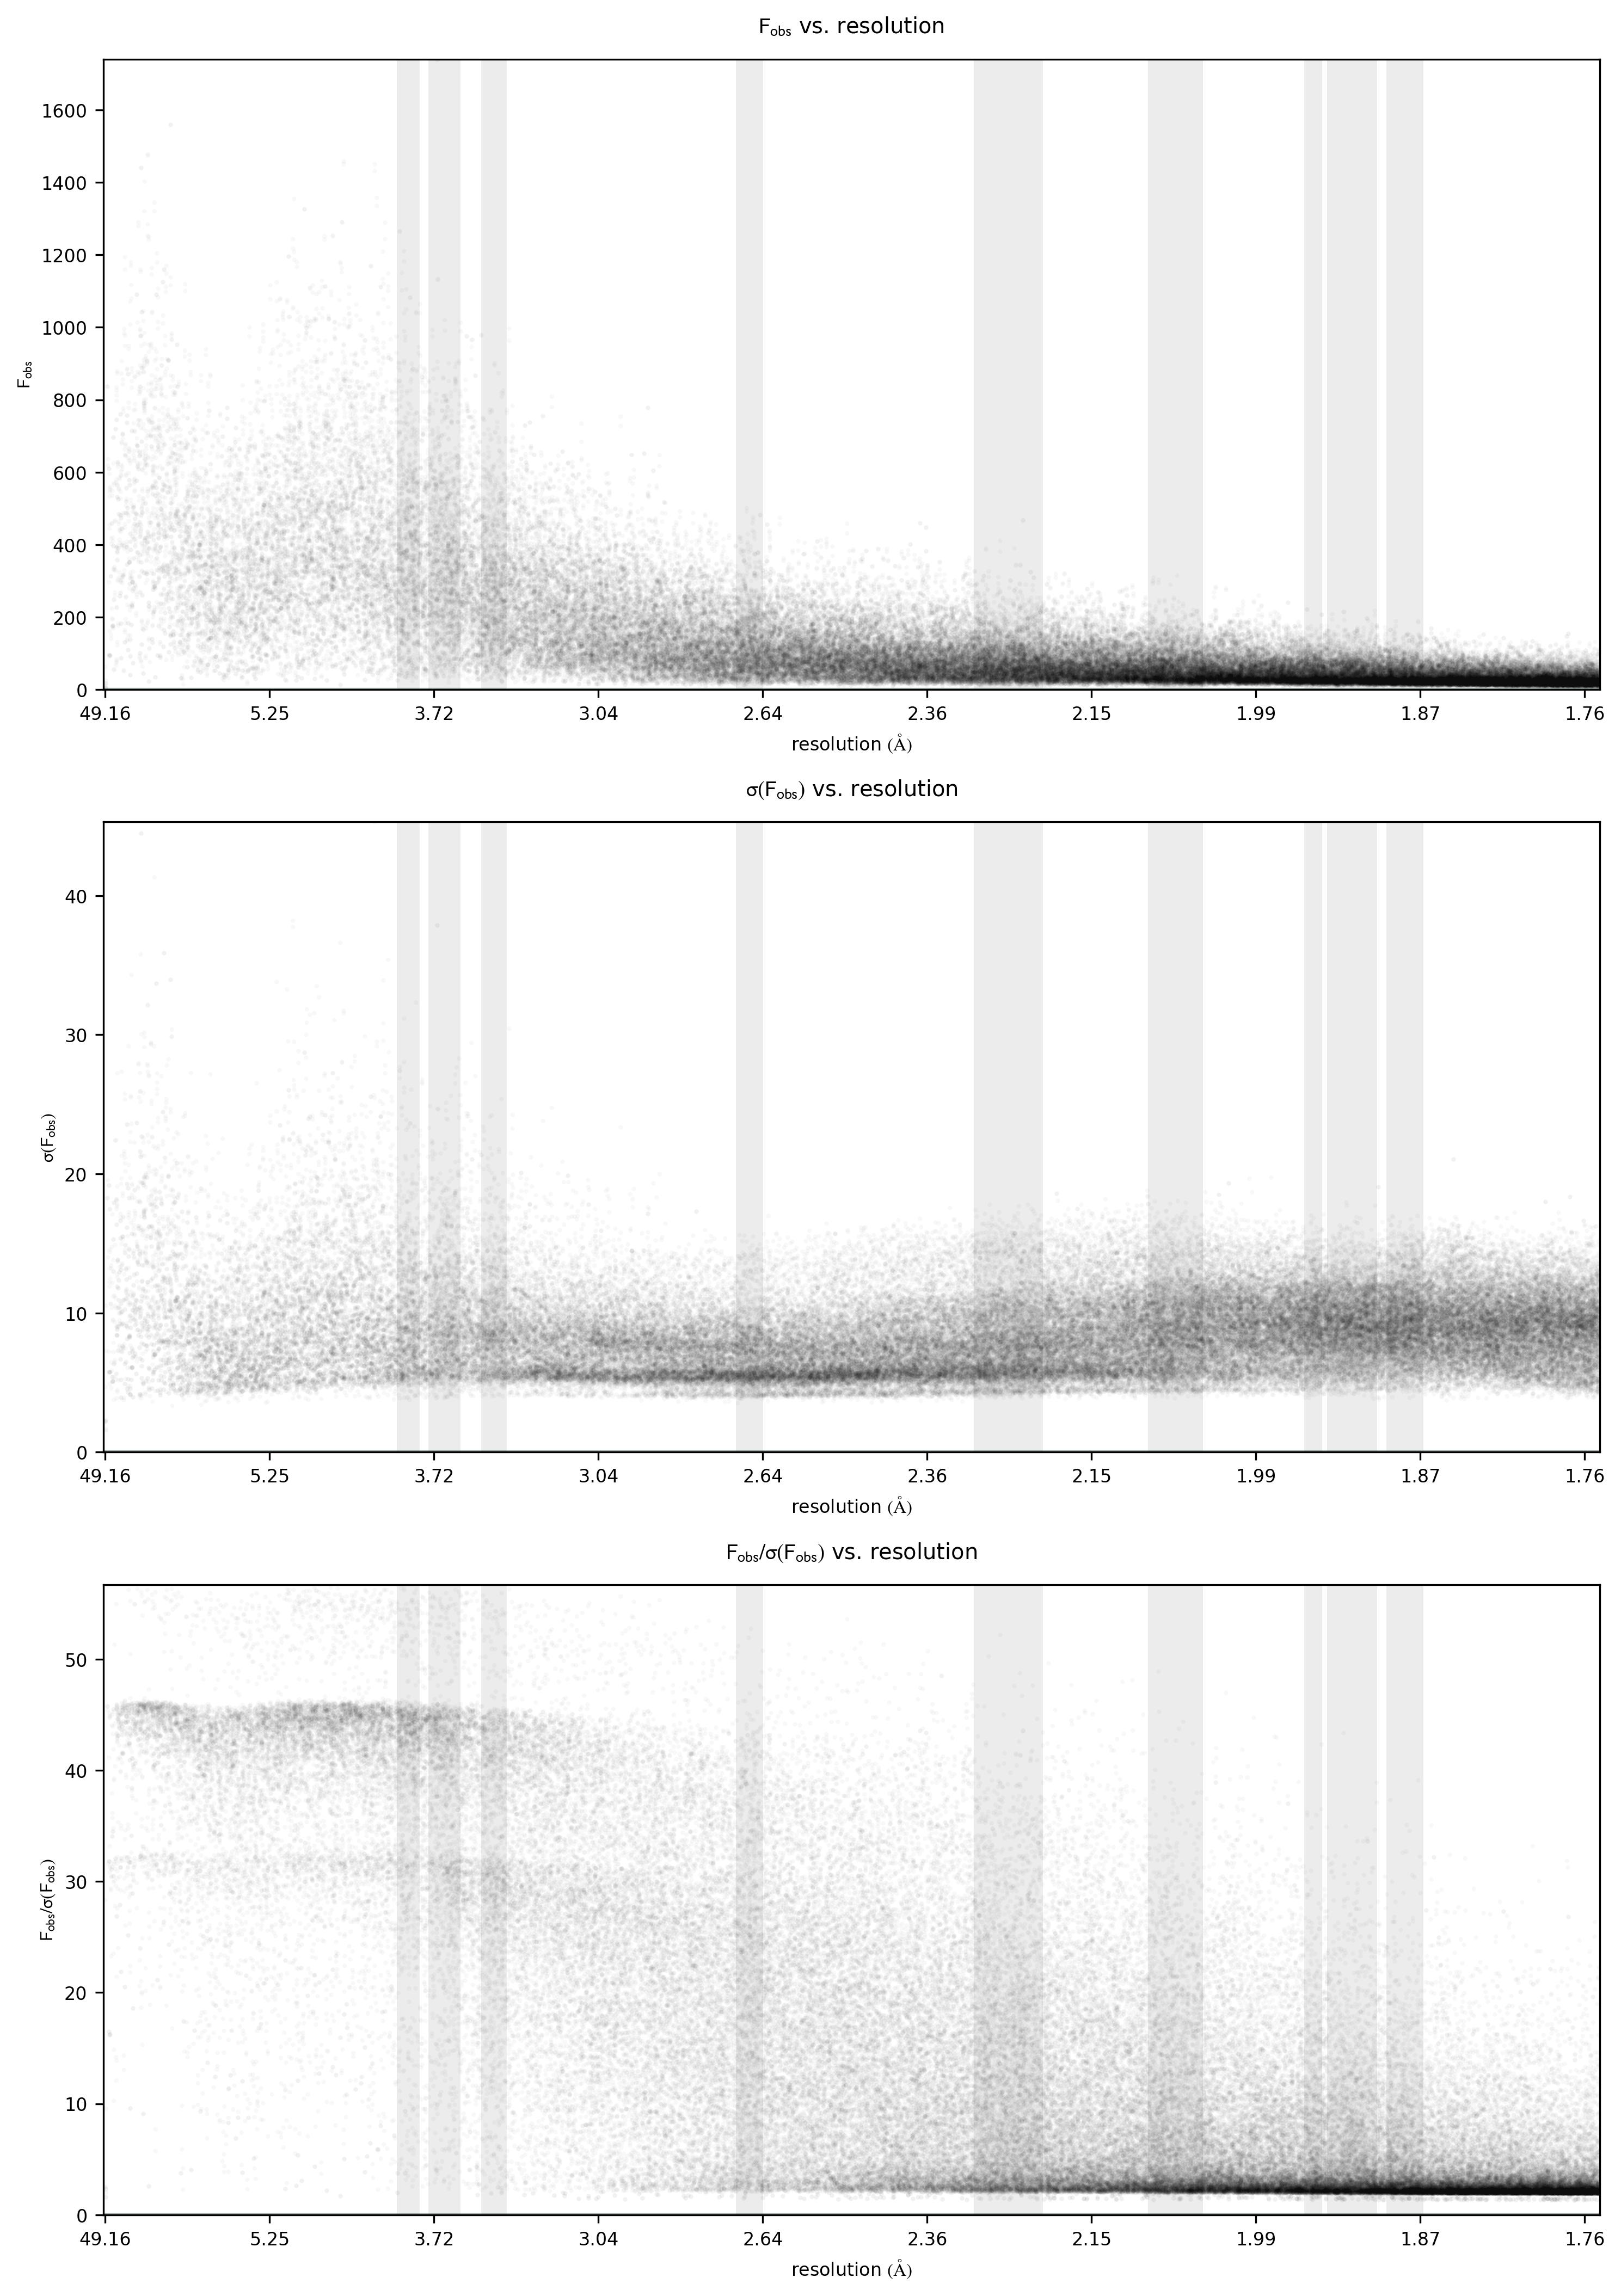 Fobs vs. resolution
Fobs
1600
1400
1200
1000
800
600
400
200
0
49.16 5.25 3.72 3.04 2.64 2.36 2.15 1.99 1.87 1.76
resolution (Å)
σ(Fobs) vs. resolution
σ(Fobs)
40
30
20
10
0
49.16 5.25 3.72 3.04 2.64 2.36 2.15 1.99 1.87 1.76
resolution (Å)
Fobs/σ(Fobs) vs. resolution
Fobs/σ(Fobs)
50
40
30
20
10
0
49.16 5.25 3.72 3.04 2.64 2.36 2.15 1.99 1.87 1.76
resolution (Å)